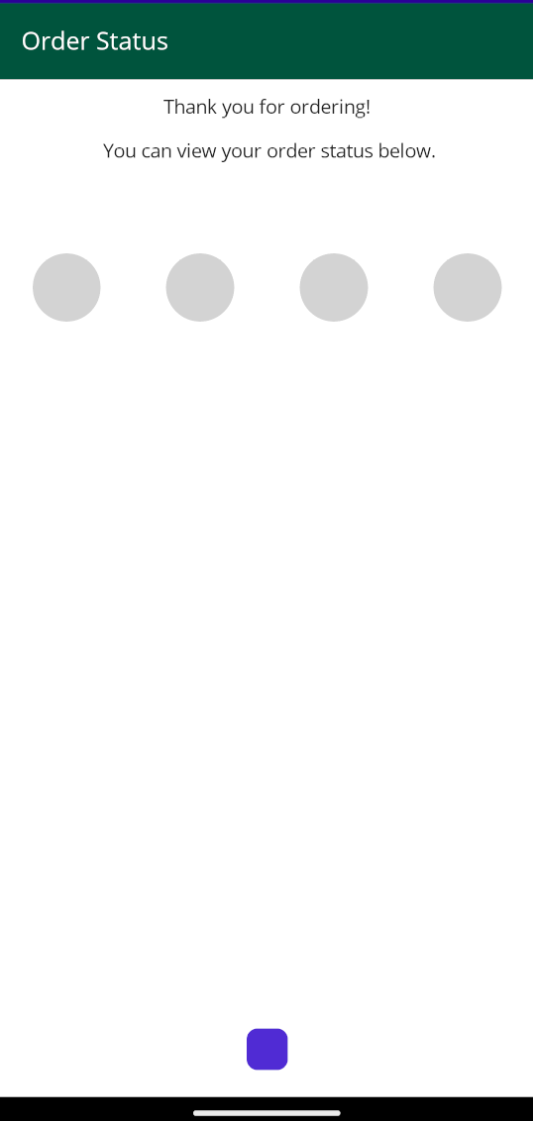 Order Status
Thank you for ordering!
You can view your order status below.